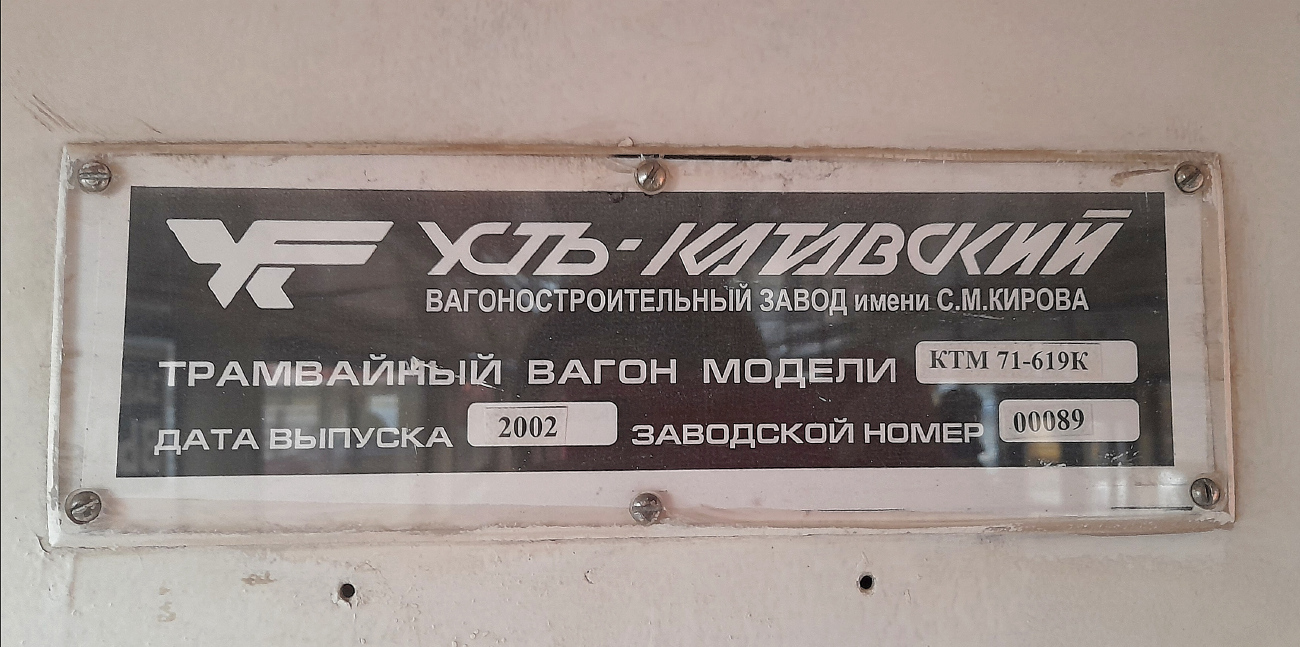 УСТЬ-КАТАВСКИЙ
ВАГОНОСТРОИТЕЛЬНЫЙ ЗАВОД имени С.М.КИРОВА
ТРАМВАЙНЫЙ ВАГОН МОДЕЛИ КТМ 71-619К
ДАТА ВЫПУСКА 2002 ЗАВОДСКОЙ НОМЕР 00089